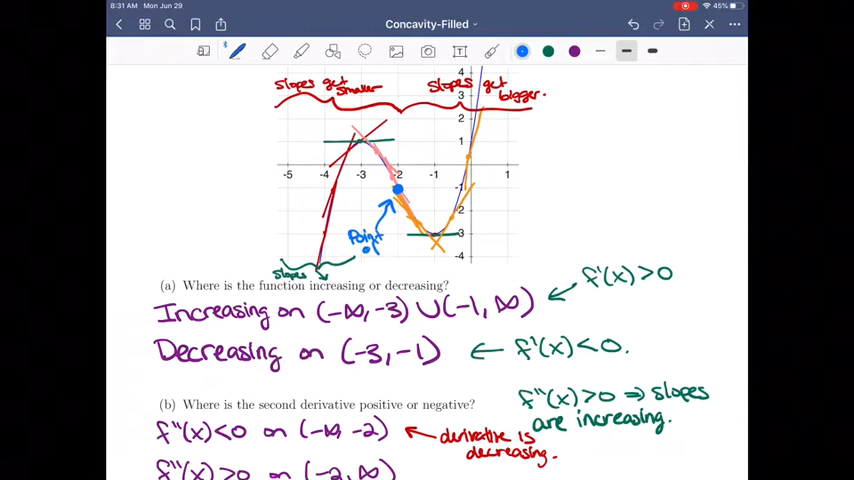 8:31 AM Mon Jun 29
45%
Concavity-Filled
slopes get smaller
slopes get bigger.
4
3
2
1
-5 -4 -3 -2 -1 1
-1
-2
-3
-4
Point of
slopes
(a) Where is the function increasing or decreasing?
f'(x) > 0
Increasing on (-∞, -3) ∪ (-1, ∞)
Decreasing on (-3, -1) ← f'(x) < 0.
(b) Where is the second derivative positive or negative?
f''(x) > 0 ⇒ slopes
are increasing.
f''(x) < 0 on (-∞, -2)
derivative is
decreasing.
f''(x) > 0 on (-2, ∞)